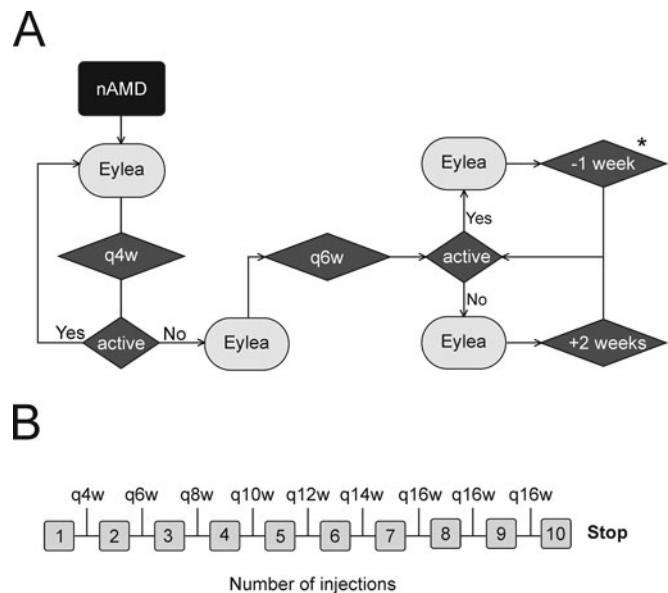 A
nAMD
Eylea
q4w
Yes
active
No
Eylea
q6w
Eylea
-1 week
*
Yes
active
No
Eylea
+2 weeks
B
q4w q6w q8w q10w q12w q14w q16w q16w q16w
1 2 3 4 5 6 7 8 9 10 Stop
Number of injections